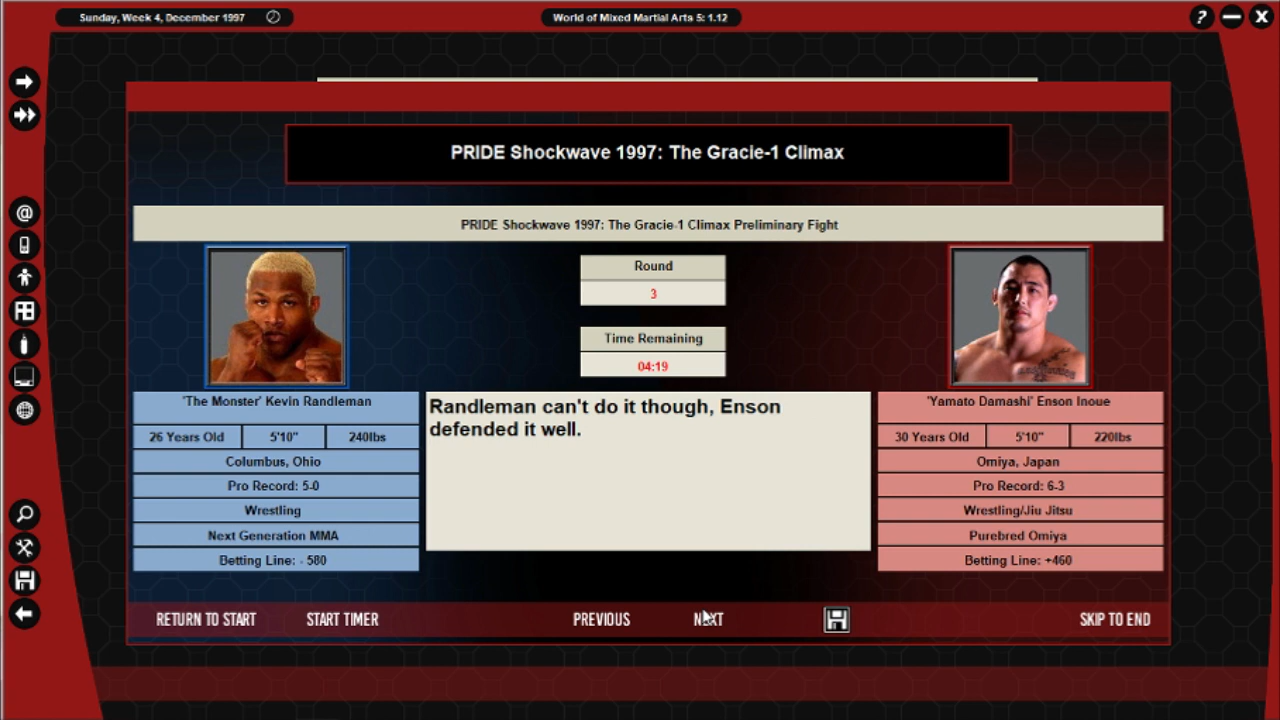 Sunday, Week 4, December 1997
World of Mixed Martial Arts 5: 1.12
?
X
@
PRIDE Shockwave 1997: The Gracie-1 Climax
PRIDE Shockwave 1997: The Gracie-1 Climax Preliminary Fight
Round
3
Time Remaining
04:19
'The Monster' Kevin Randleman
26 Years Old
5'10"
240lbs
Columbus, Ohio
Pro Record: 5-0
Wrestling
Next Generation MMA
Betting Line: - 580
Randleman can't do it though, Enson
defended it well.
'Yamato Damashi' Enson Inoue
30 Years Old
5'10"
220lbs
Omiya, Japan
Pro Record: 6-3
Wrestling/Jiu Jitsu
Purebred Omiya
Betting Line: +460
RETURN TO START
START TIMER
PREVIOUS
NEXT
SKIP TO END